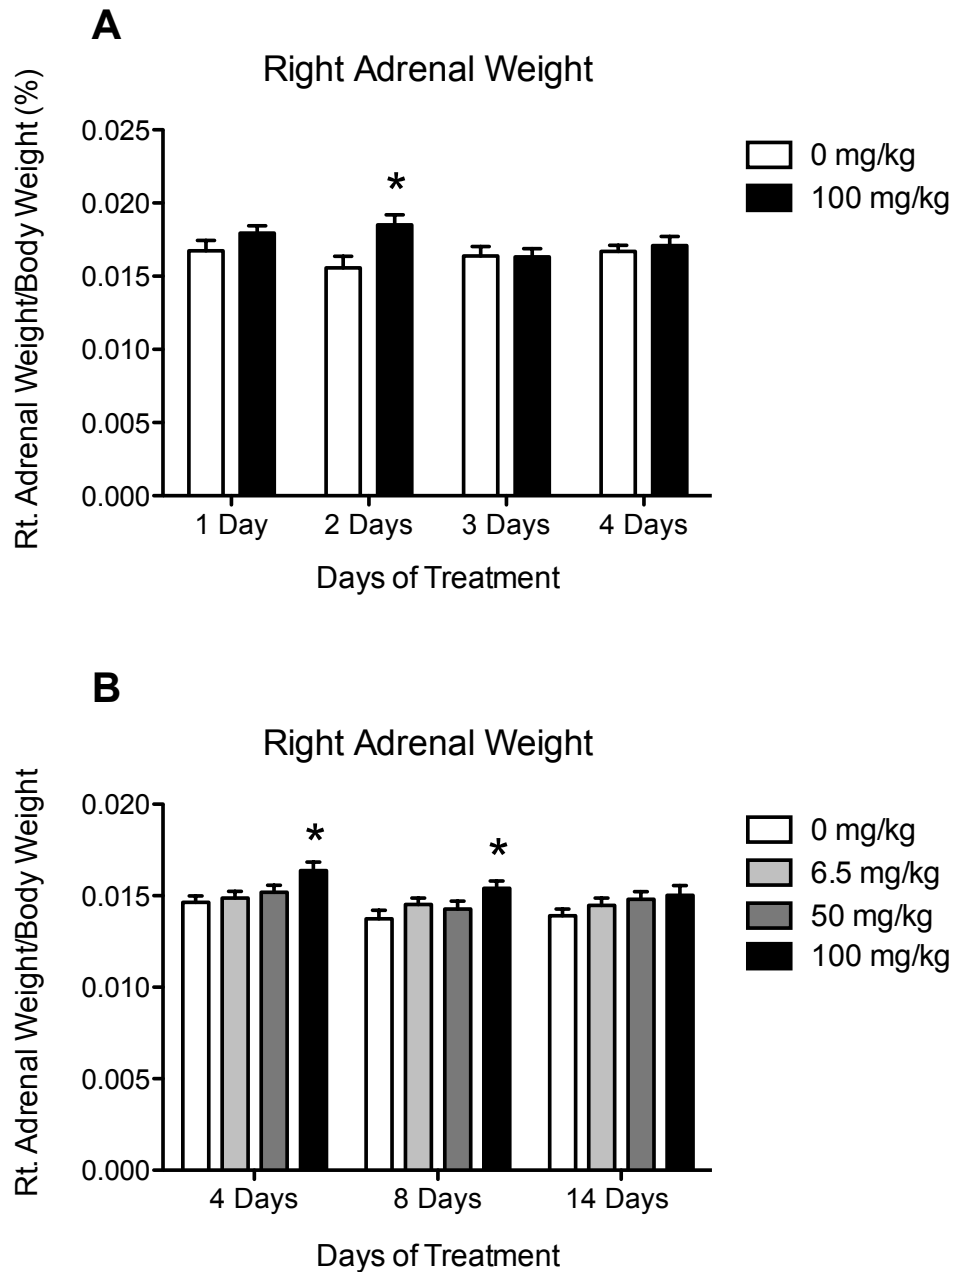 A
Right Adrenal Weight
Rt. Adrenal Weight/Body Weight (%)
0.025
0.020
0.015
0.010
0.005
0.000
*
1 Day
2 Days
3 Days
4 Days
Days of Treatment
0 mg/kg
100 mg/kg
B
Right Adrenal Weight
Rt. Adrenal Weight/Body Weight
0.020
0.015
0.010
0.005
0.000
*
*
4 Days
8 Days
14 Days
Days of Treatment
0 mg/kg
6.5 mg/kg
50 mg/kg
100 mg/kg